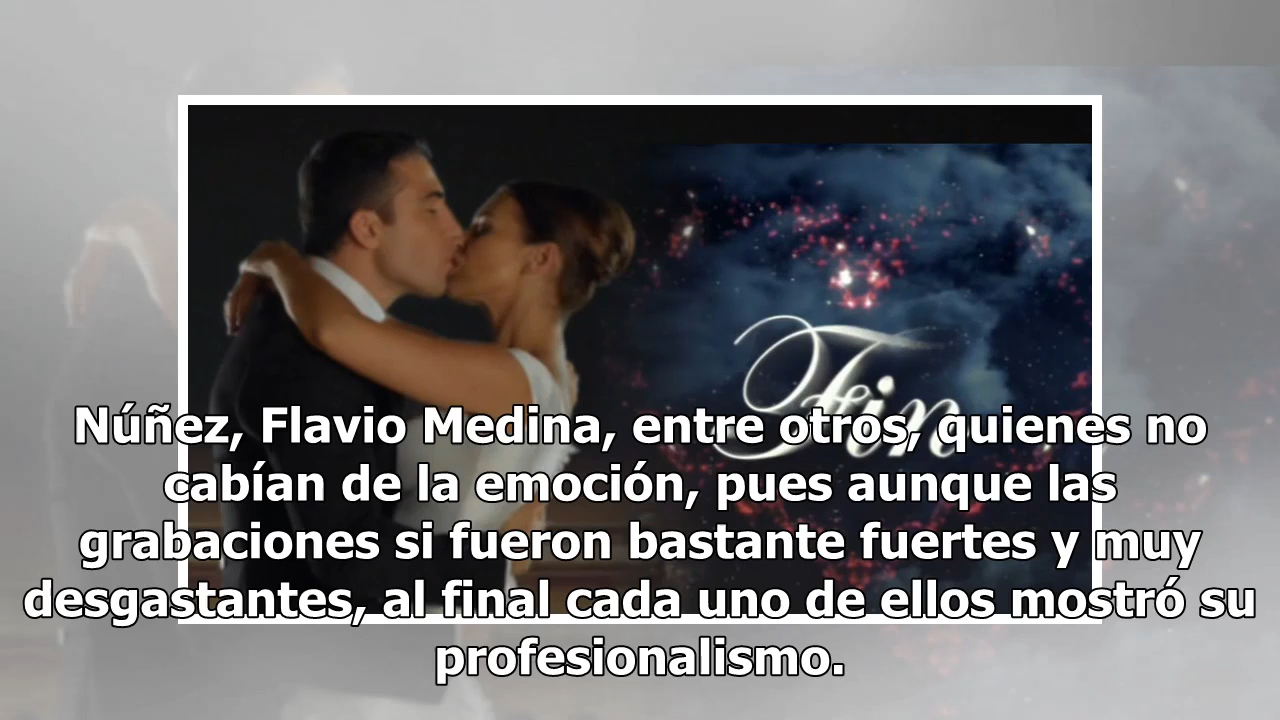 Fin
Núñez, Flavio Medina, entre otros, quienes no
cabían de la emoción, pues aunque las
grabaciones si fueron bastante fuertes y muy
desgastantes, al final cada uno de ellos mostró su
profesionalismo.